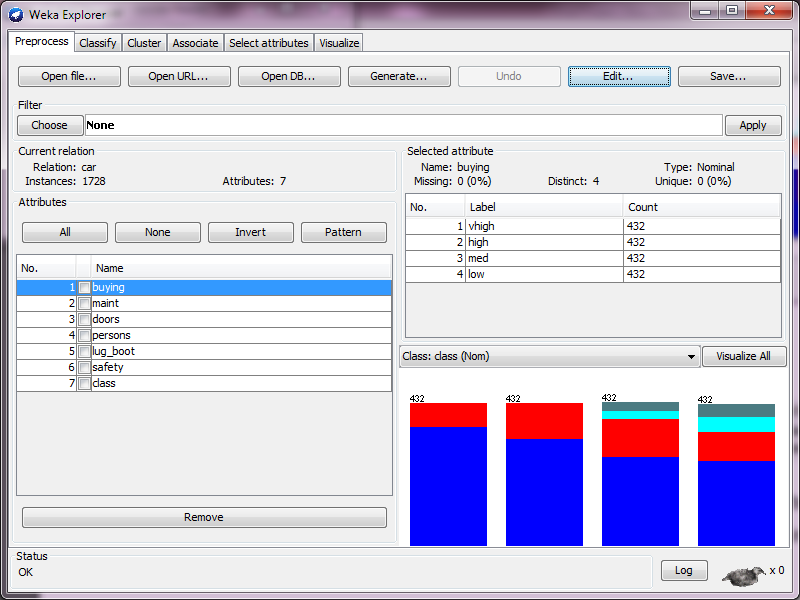 Weka Explorer
Preprocess Classify Cluster Associate Select attributes Visualize
Open file... Open URL... Open DB... Generate... Undo Edit... Save...
Filter
Choose None Apply
Current relation
Relation: car
Instances: 1728 Attributes: 7
Selected attribute
Name: buying Type: Nominal
Missing: 0 (0%) Distinct: 4 Unique: 0 (0%)
Attributes
All None Invert Pattern
No. Name
1 buying
2 maint
3 doors
4 persons
5 lug_boot
6 safety
7 class
Remove
No. Label Count
1 vhigh 432
2 high 432
3 med 432
4 low 432
Class: class (Nom) Visualize All
432 432 432 432
Status
OK
Log x 0